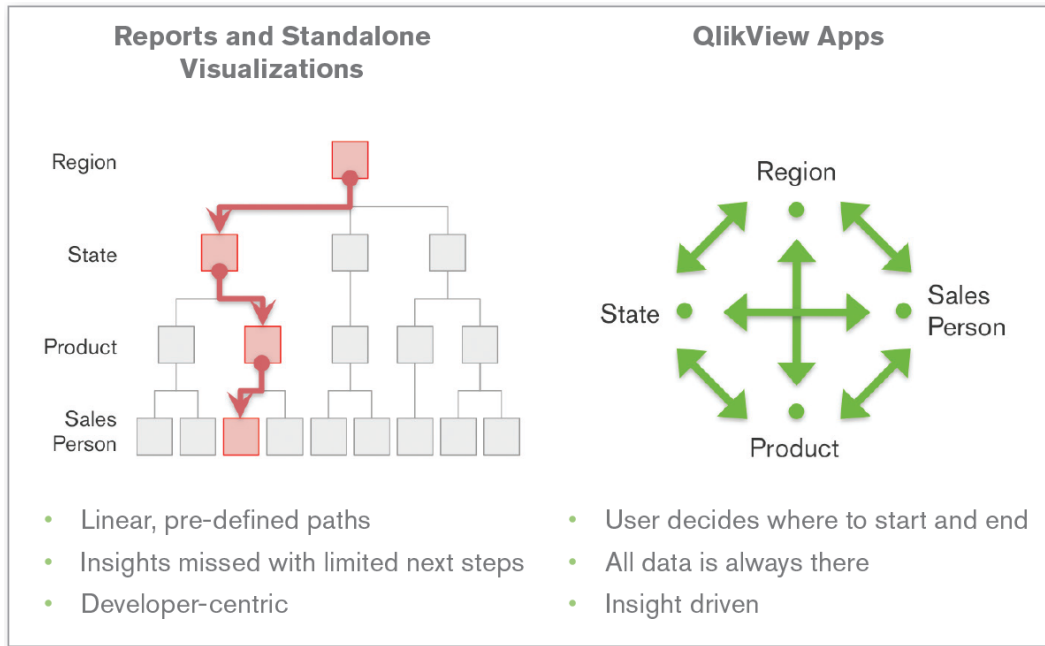 Reports and Standalone
Visualizations
Region
State
Product
Sales
Person
• Linear, pre-defined paths
• Insights missed with limited next steps
• Developer-centric
QlikView Apps
Region
State
Sales
Person
Product
• User decides where to start and end
• All data is always there
• Insight driven